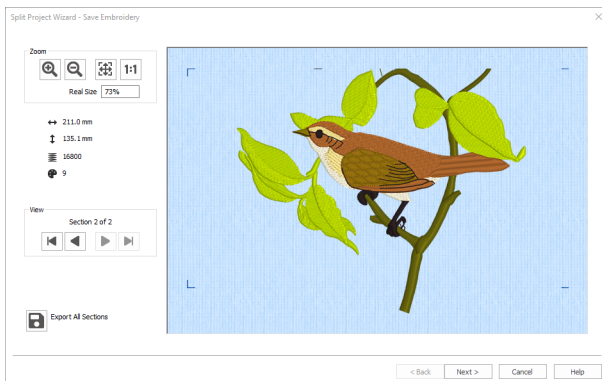 Split Project Wizard - Save Embroidery
Zoom
1:1
Real Size 73%
211.0 mm
135.1 mm
16800
9
View
Section 2 of 2
Export All Sections
< Back Next > Cancel Help